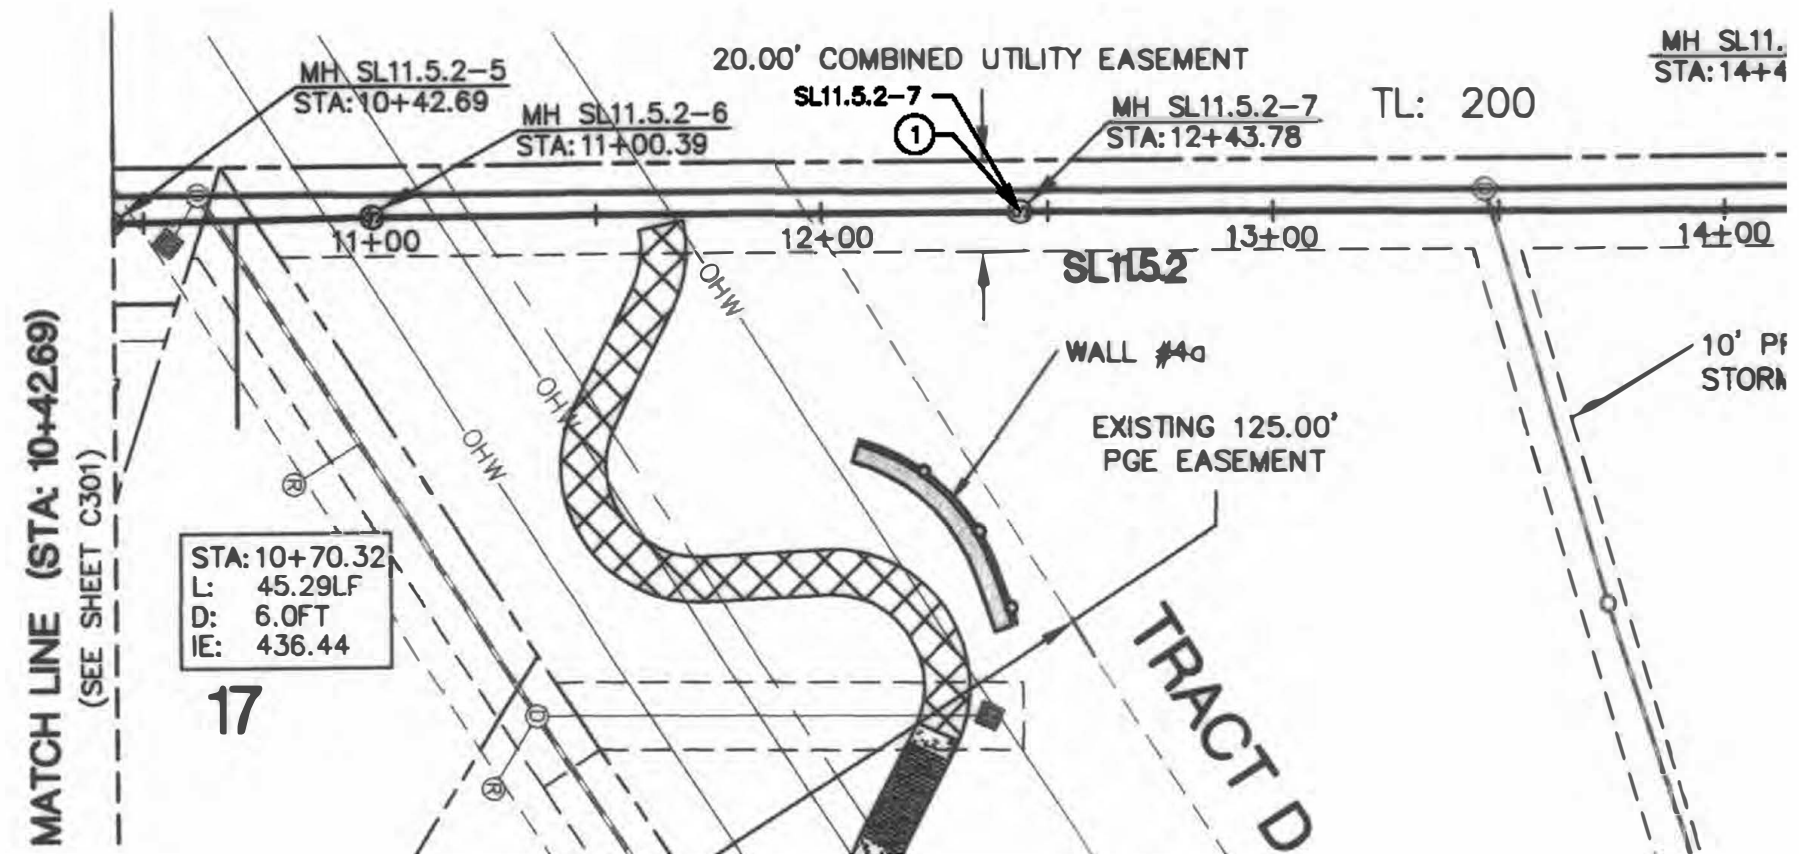 MH SL11.5.2-5
STA:10+42.69
MH SL11.5.2-6
STA:11+00.39
20.00' COMBINED UTILITY EASEMENT
SL11.5.2-7
1
MH SL11.5.2-7
STA:12+43.78
TL: 200
MH SL11.
STA:14+4
D
D
11+00
12+00
13+00
14+00
SL11.5.2
OHW
OHW
OHW
WALL #4a
10' PR
STORM
EXISTING 125.00'
PGE EASEMENT
MATCH LINE (STA: 10+42.69)
(SEE SHEET C301)
R
STA:10+70.32
L: 45.29LF
D: 6.0FT
IE: 436.44
17
D
R
TRACT D